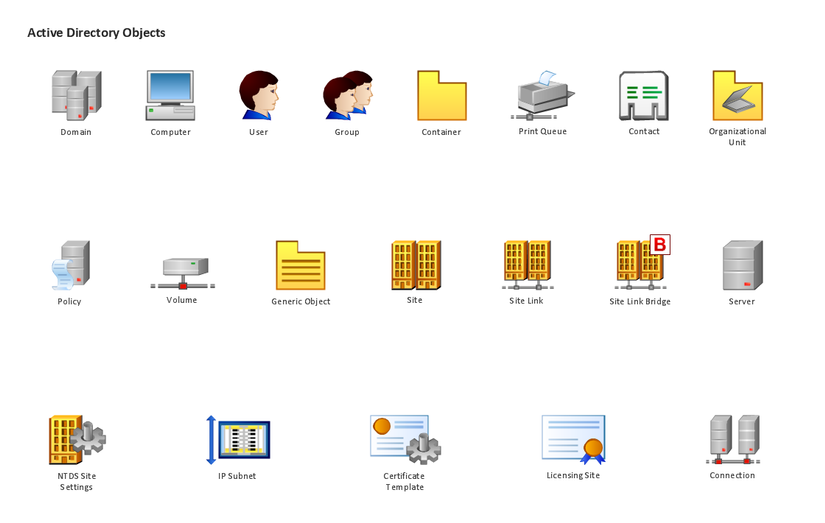 Active Directory Objects
Domain
Computer
User
Group
Container
Print Queue
Contact
Organizational
Unit
Policy
Volume
Generic Object
Site
Site Link
B
Site Link Bridge
Server
NTDS Site
Settings
IP Subnet
Certificate
Template
Licensing Site
Connection